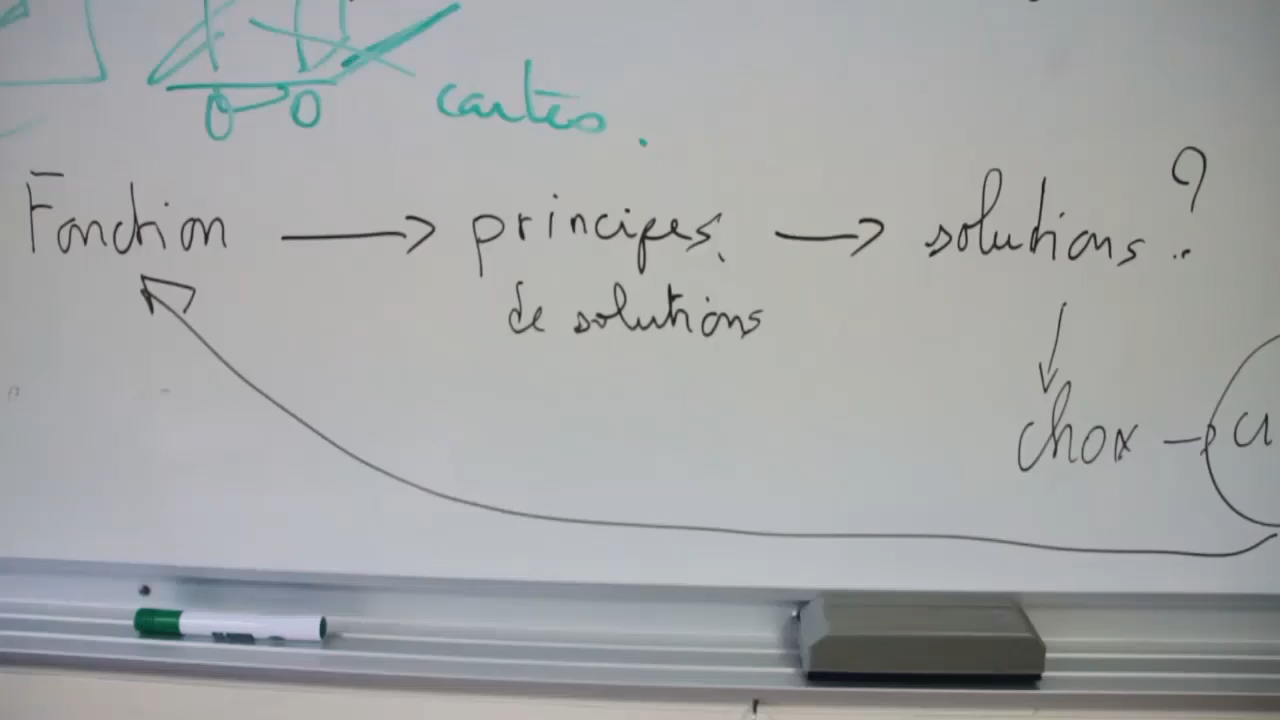 cartes.
Fonction → principes → solutions ?
de solutions
choix →